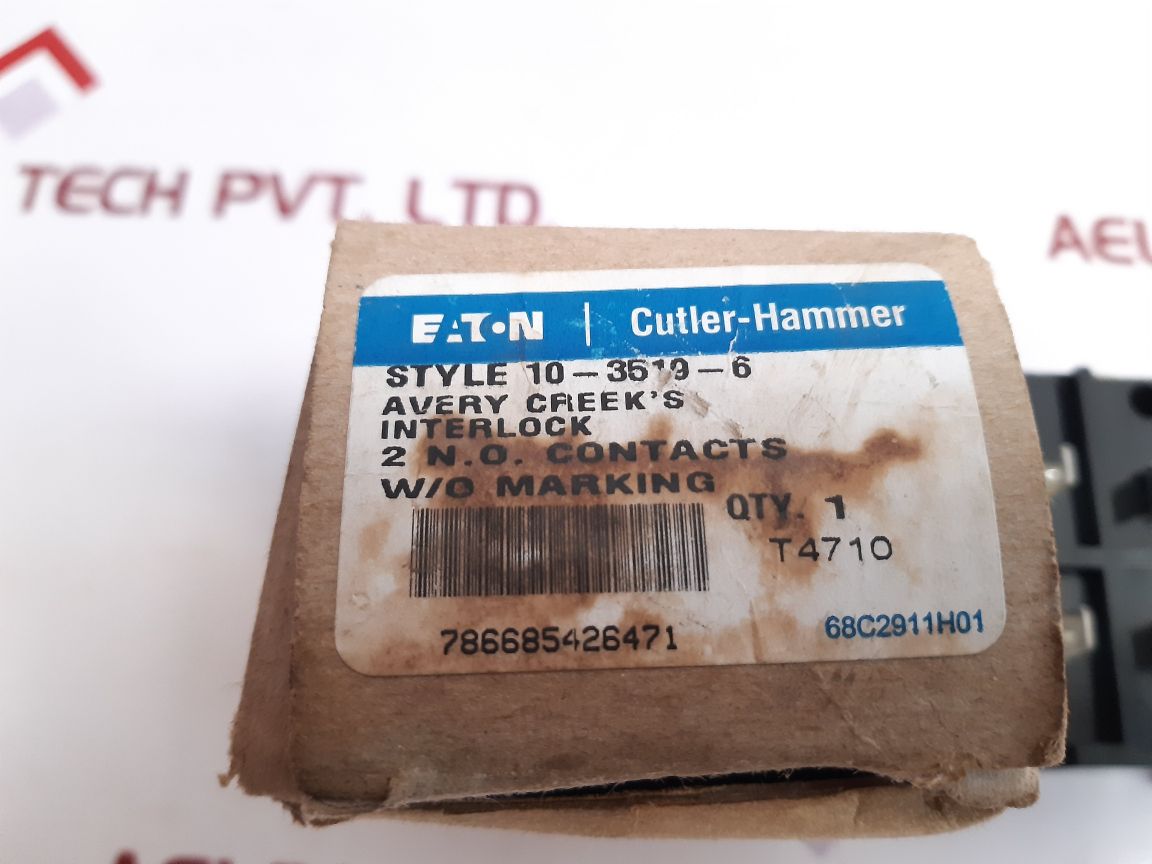 TECH PVT. LTD.
AEL
EATON | Cutler-Hammer
STYLE 10-3519-6
AVERY CREEK'S
INTERLOCK
2 N.O. CONTACTS
W/O MARKING
QTY. 1
T4710
786685426471
68C2911H01